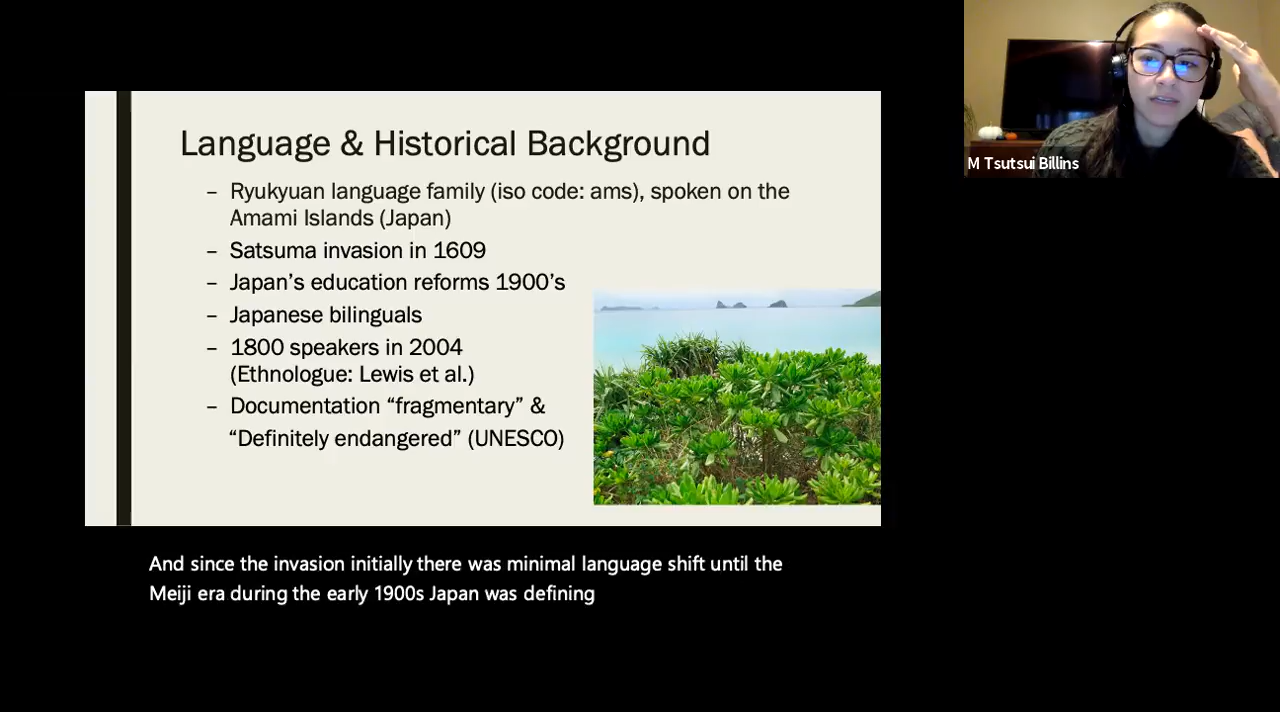 Language & Historical Background
– Ryukyuan language family (iso code: ams), spoken on the
Amami Islands (Japan)
– Satsuma invasion in 1609
– Japan’s education reforms 1900’s
– Japanese bilinguals
– 1800 speakers in 2004
(Ethnologue: Lewis et al.)
– Documentation “fragmentary” &
“Definitely endangered” (UNESCO)
M Tsutsui Billins
And since the invasion initially there was minimal language shift until the
Meiji era during the early 1900s Japan was defining